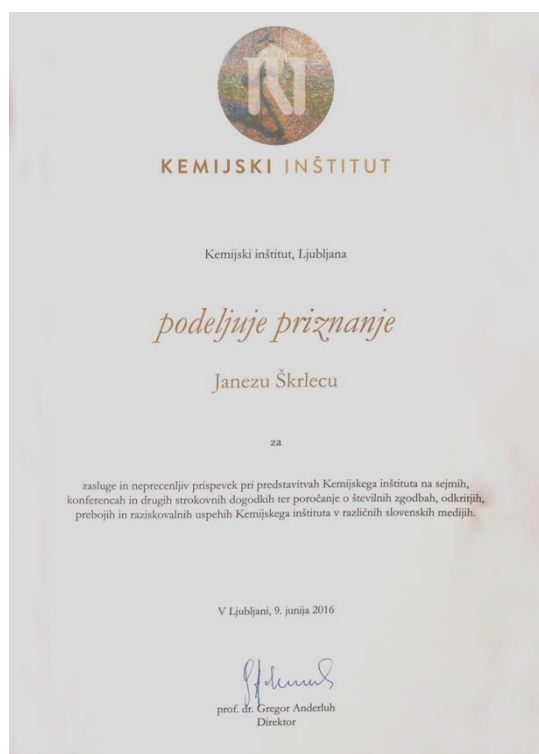 KEMIJSKI INŠTITUT
Kemijski inštitut, Ljubljana
podeljuje priznanje
Janezu Škrlecu
za
zasluge in neprecenljiv prispevek pri predstavitvah Kemijskega inštituta na sejmih,
konferencah in drugih strokovnih dogodkih ter poročanje o številnih zgodbah, odkritjih,
prebojih in raziskovalnih uspehih Kemijskega inštituta v različnih slovenskih medijih.
V Ljubljani, 9. junija 2016
prof. dr. Gregor Anderluh
Direktor